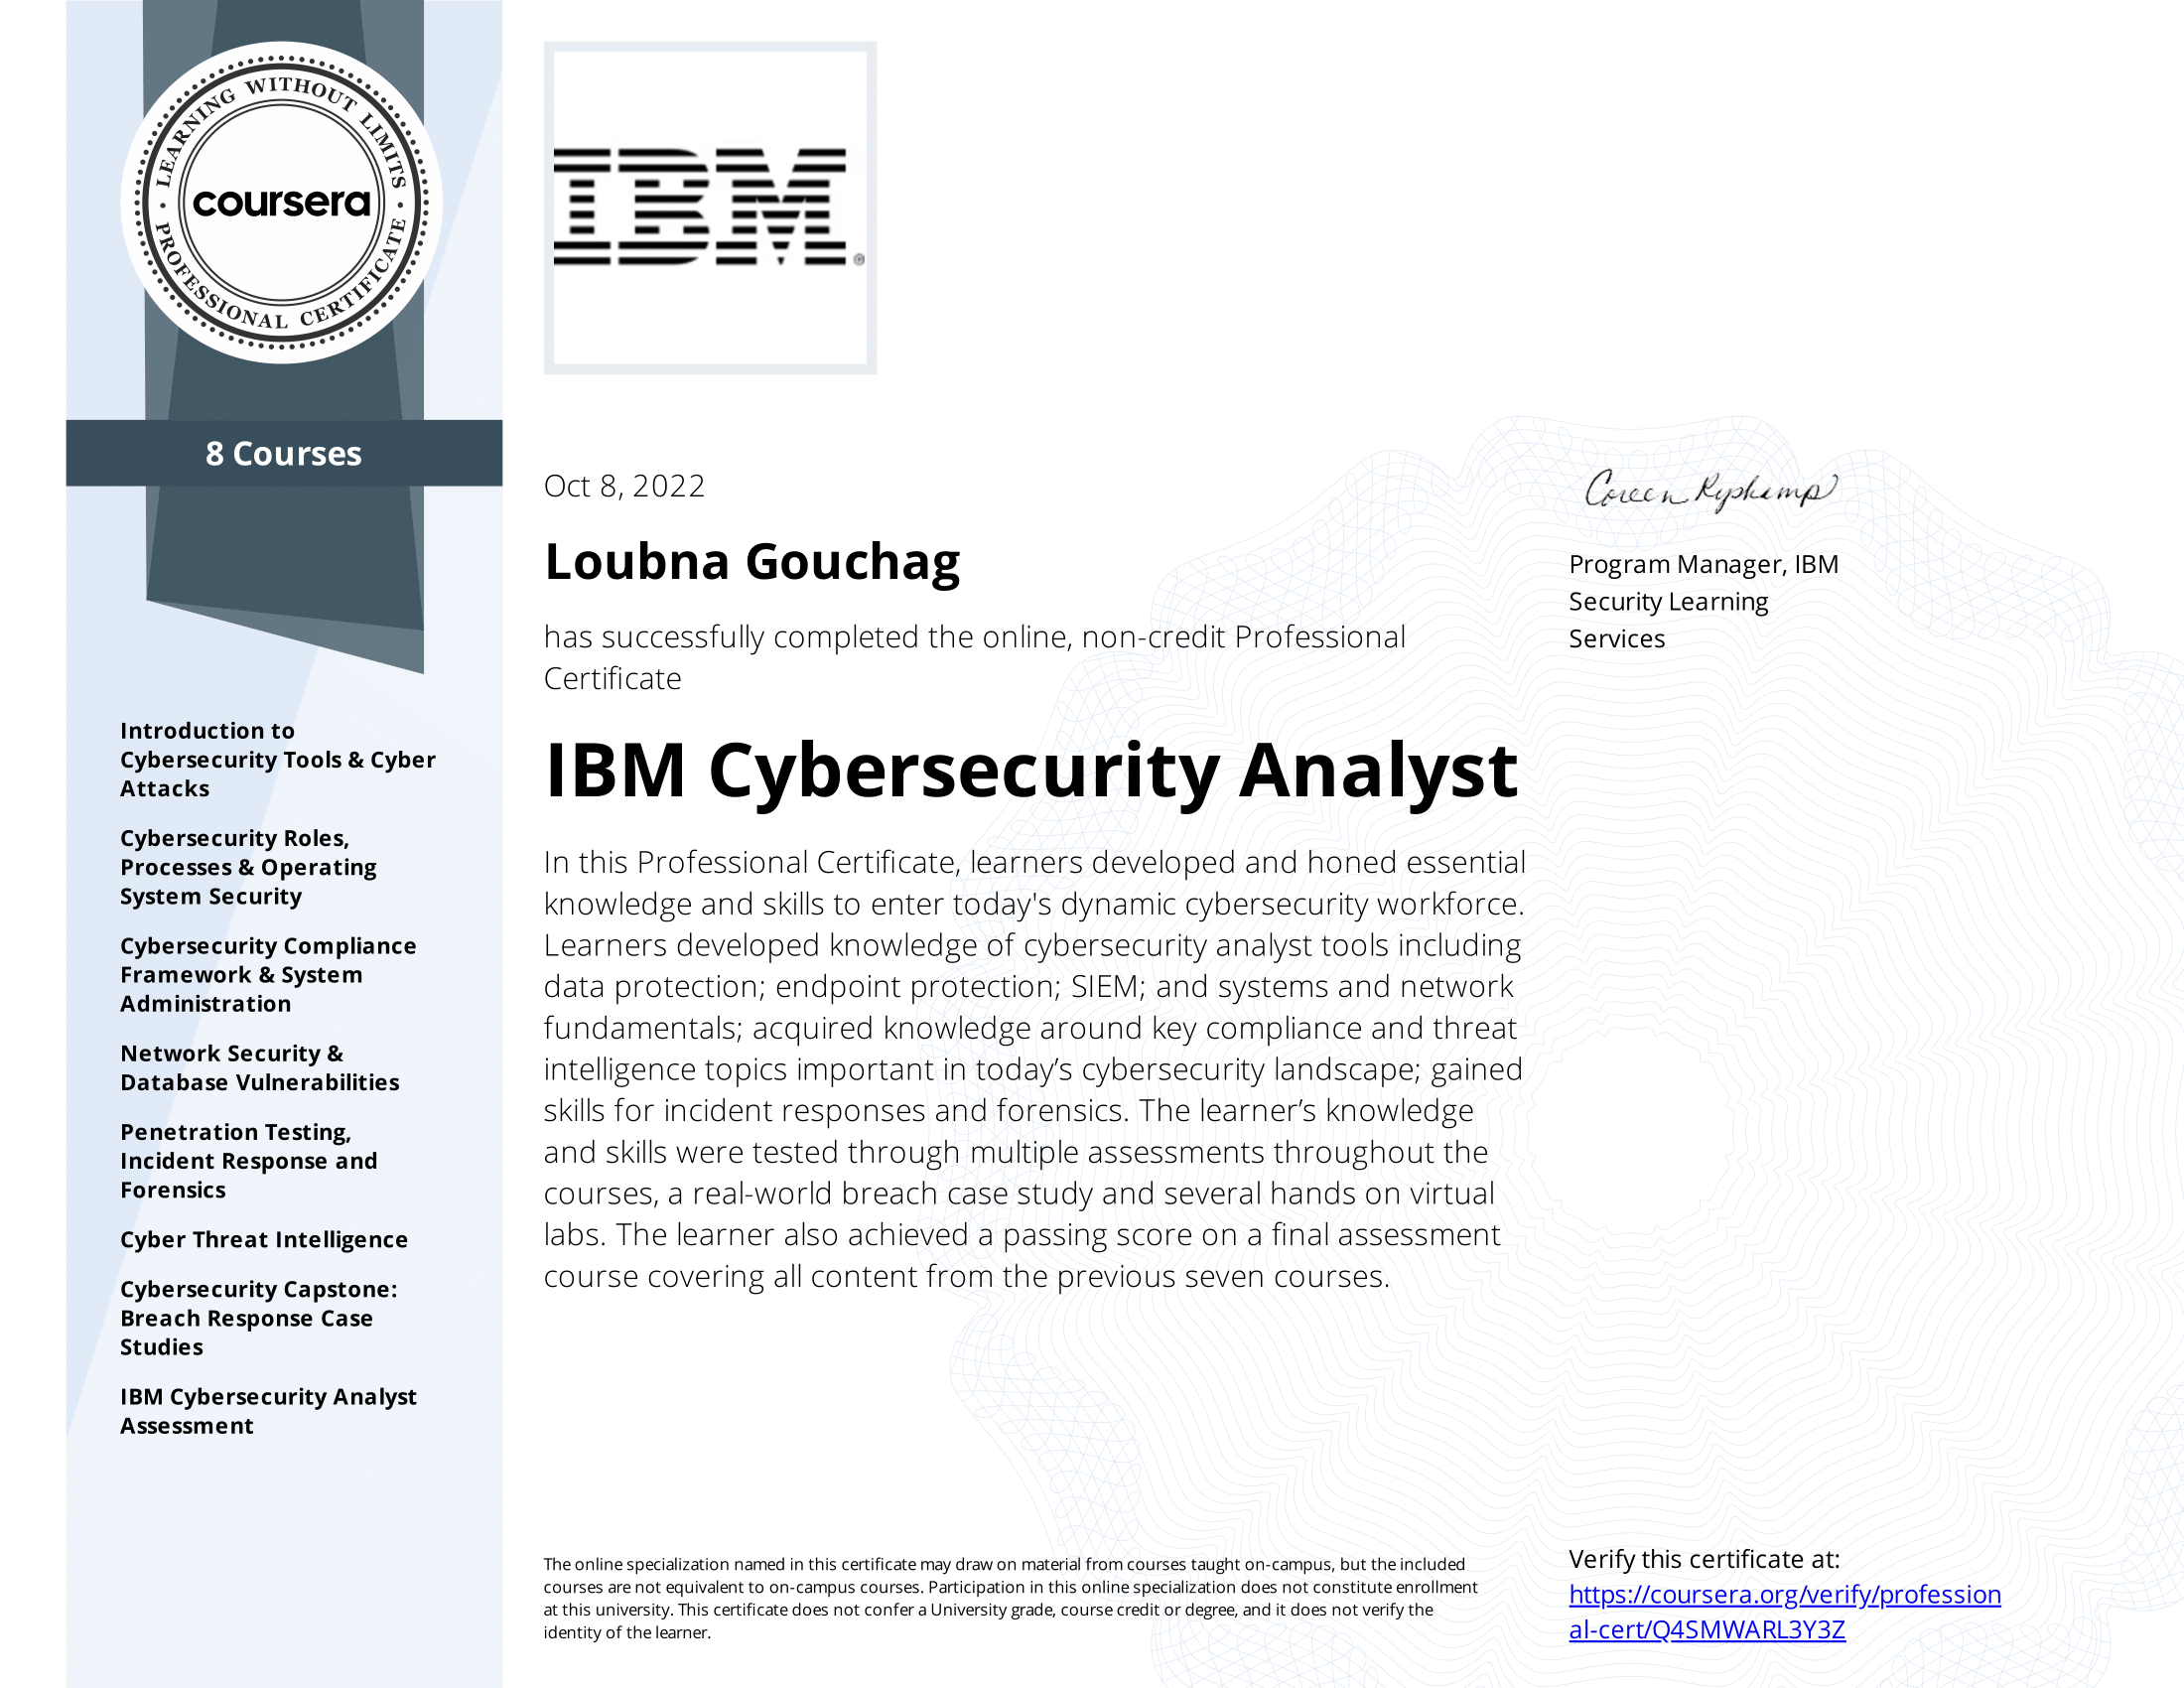 LEARNING WITHOUT LIMITS
coursera
PROFESSIONAL CERTIFICATE
8 Courses
Introduction to
Cybersecurity Tools & Cyber
Attacks
Cybersecurity Roles,
Processes & Operating
System Security
Cybersecurity Compliance
Framework & System
Administration
Network Security &
Database Vulnerabilities
Penetration Testing,
Incident Response and
Forensics
Cyber Threat Intelligence
Cybersecurity Capstone:
Breach Response Case
Studies
IBM Cybersecurity Analyst
Assessment
IBM®
Oct 8, 2022
Loubna Gouchag
has successfully completed the online, non-credit Professional
Certificate
IBM Cybersecurity Analyst
In this Professional Certificate, learners developed and honed essential
knowledge and skills to enter today's dynamic cybersecurity workforce.
Learners developed knowledge of cybersecurity analyst tools including
data protection; endpoint protection; SIEM; and systems and network
fundamentals; acquired knowledge around key compliance and threat
intelligence topics important in today’s cybersecurity landscape; gained
skills for incident responses and forensics. The learner’s knowledge
and skills were tested through multiple assessments throughout the
courses, a real-world breach case study and several hands on virtual
labs. The learner also achieved a passing score on a final assessment
course covering all content from the previous seven courses.
Coreen Ryskamp
Program Manager, IBM
Security Learning
Services
The online specialization named in this certificate may draw on material from courses taught on-campus, but the included
courses are not equivalent to on-campus courses. Participation in this online specialization does not constitute enrollment
at this university. This certificate does not confer a University grade, course credit or degree, and it does not verify the
identity of the learner.
Verify this certificate at:
https://coursera.org/verify/profession
al-cert/Q4SMWARL3Y3Z